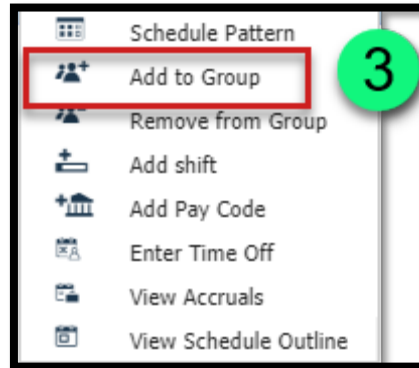 Schedule Pattern
Add to Group
3
Remove from Group
Add shift
Add Pay Code
Enter Time Off
View Accruals
View Schedule Outline